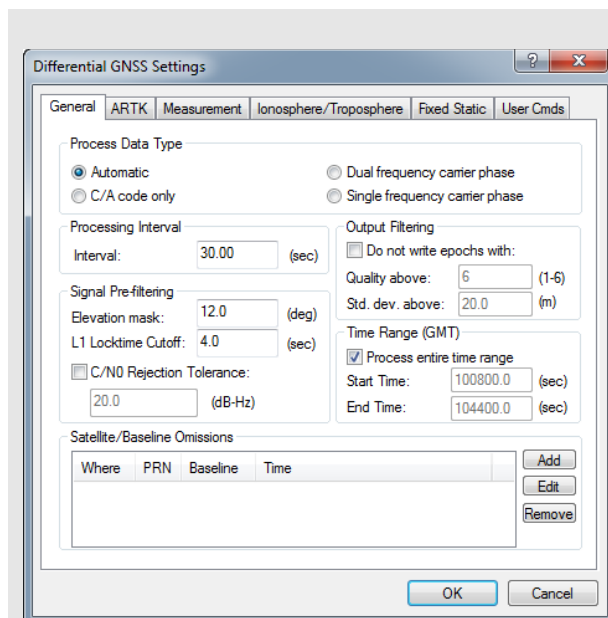 Differential GNSS Settings
?
General ARTK Measurement Ionosphere/Troposphere Fixed Static User Cmds
Process Data Type
Automatic
Dual frequency carrier phase
C/A code only
Single frequency carrier phase
Processing Interval
Interval: 30.00 (sec)
Output Filtering
Do not write epochs with:
Quality above: 6 (1-6)
Std. dev. above: 20.0 (m)
Signal Pre-filtering
Elevation mask: 12.0 (deg)
L1 Locktime Cutoff: 4.0 (sec)
C/N0 Rejection Tolerance:
20.0 (dB-Hz)
Time Range (GMT)
Process entire time range
Start Time: 100800.0 (sec)
End Time: 104400.0 (sec)
Satellite/Baseline Omissions
Where PRN Baseline Time
Add
Edit
Remove
OK Cancel